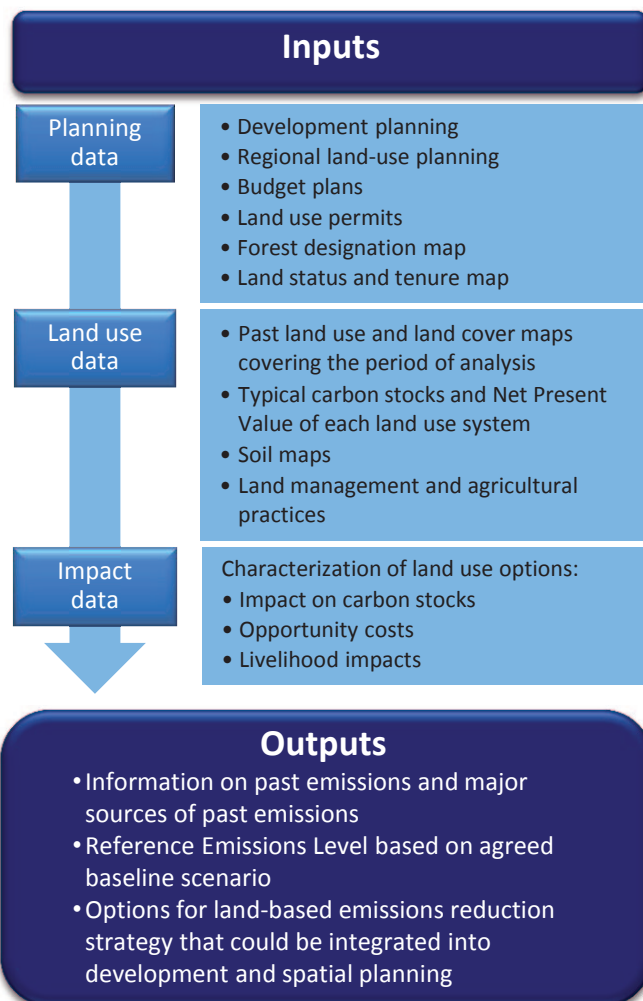 Inputs
Planning
data
• Development planning
• Regional land-use planning
• Budget plans
• Land use permits
• Forest designation map
• Land status and tenure map
Land use
data
• Past land use and land cover maps
covering the period of analysis
• Typical carbon stocks and Net Present
Value of each land use system
• Soil maps
• Land management and agricultural
practices
Impact
data
Characterization of land use options:
• Impact on carbon stocks
• Opportunity costs
• Livelihood impacts
Outputs
• Information on past emissions and major
sources of past emissions
• Reference Emissions Level based on agreed
baseline scenario
• Options for land-based emissions reduction
strategy that could be integrated into
development and spatial planning